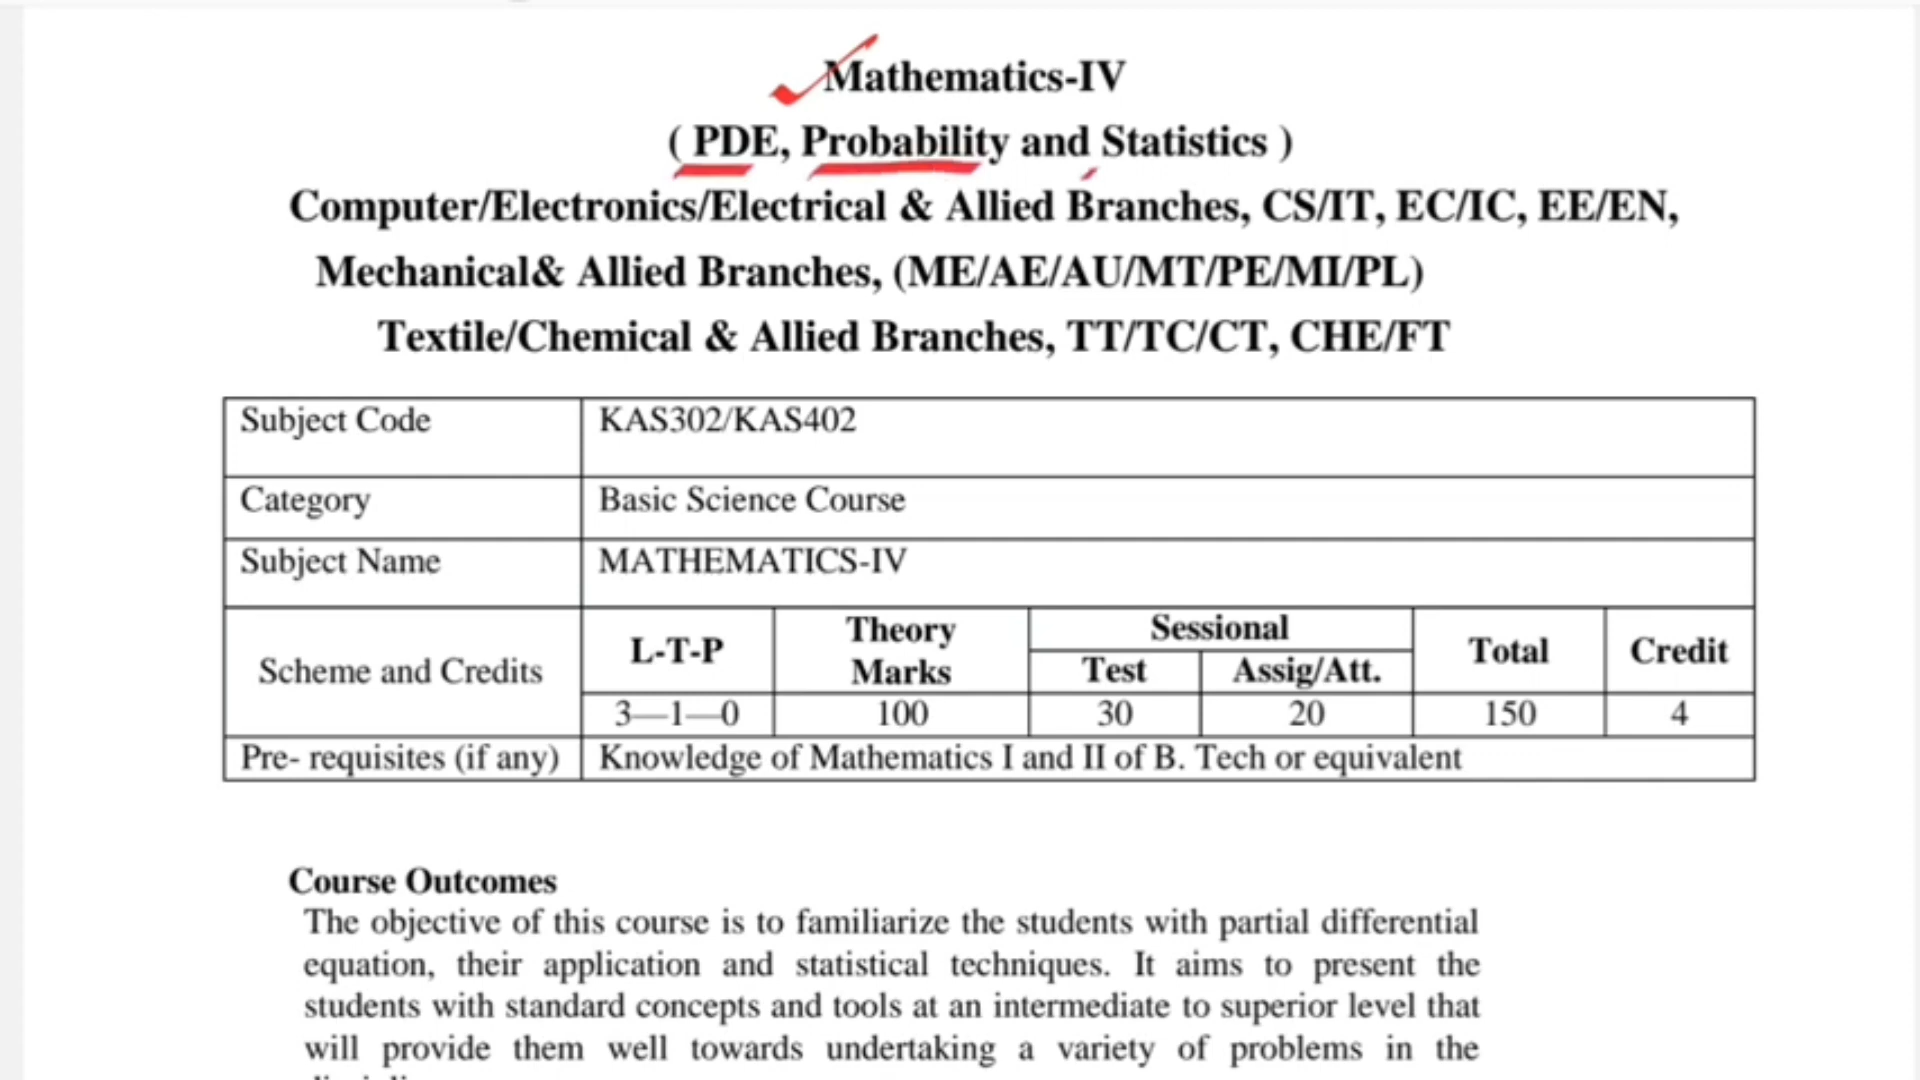 Mathematics-IV
( PDE, Probability and Statistics )
Computer/Electronics/Electrical & Allied Branches, CS/IT, EC/IC, EE/EN,
Mechanical& Allied Branches, (ME/AE/AU/MT/PE/MI/PL)
Textile/Chemical & Allied Branches, TT/TC/CT, CHE/FT
Subject Code KAS302/KAS402
Category Basic Science Course
Subject Name MATHEMATICS-IV
Scheme and Credits L-T-P Theory Marks Sessional Total Credit
Test Assig/Att.
3—1—0 100 30 20 150 4
Pre- requisites (if any) Knowledge of Mathematics I and II of B. Tech or equivalent
Course Outcomes
The objective of this course is to familiarize the students with partial differential
equation, their application and statistical techniques. It aims to present the
students with standard concepts and tools at an intermediate to superior level that
will provide them well towards undertaking a variety of problems in the